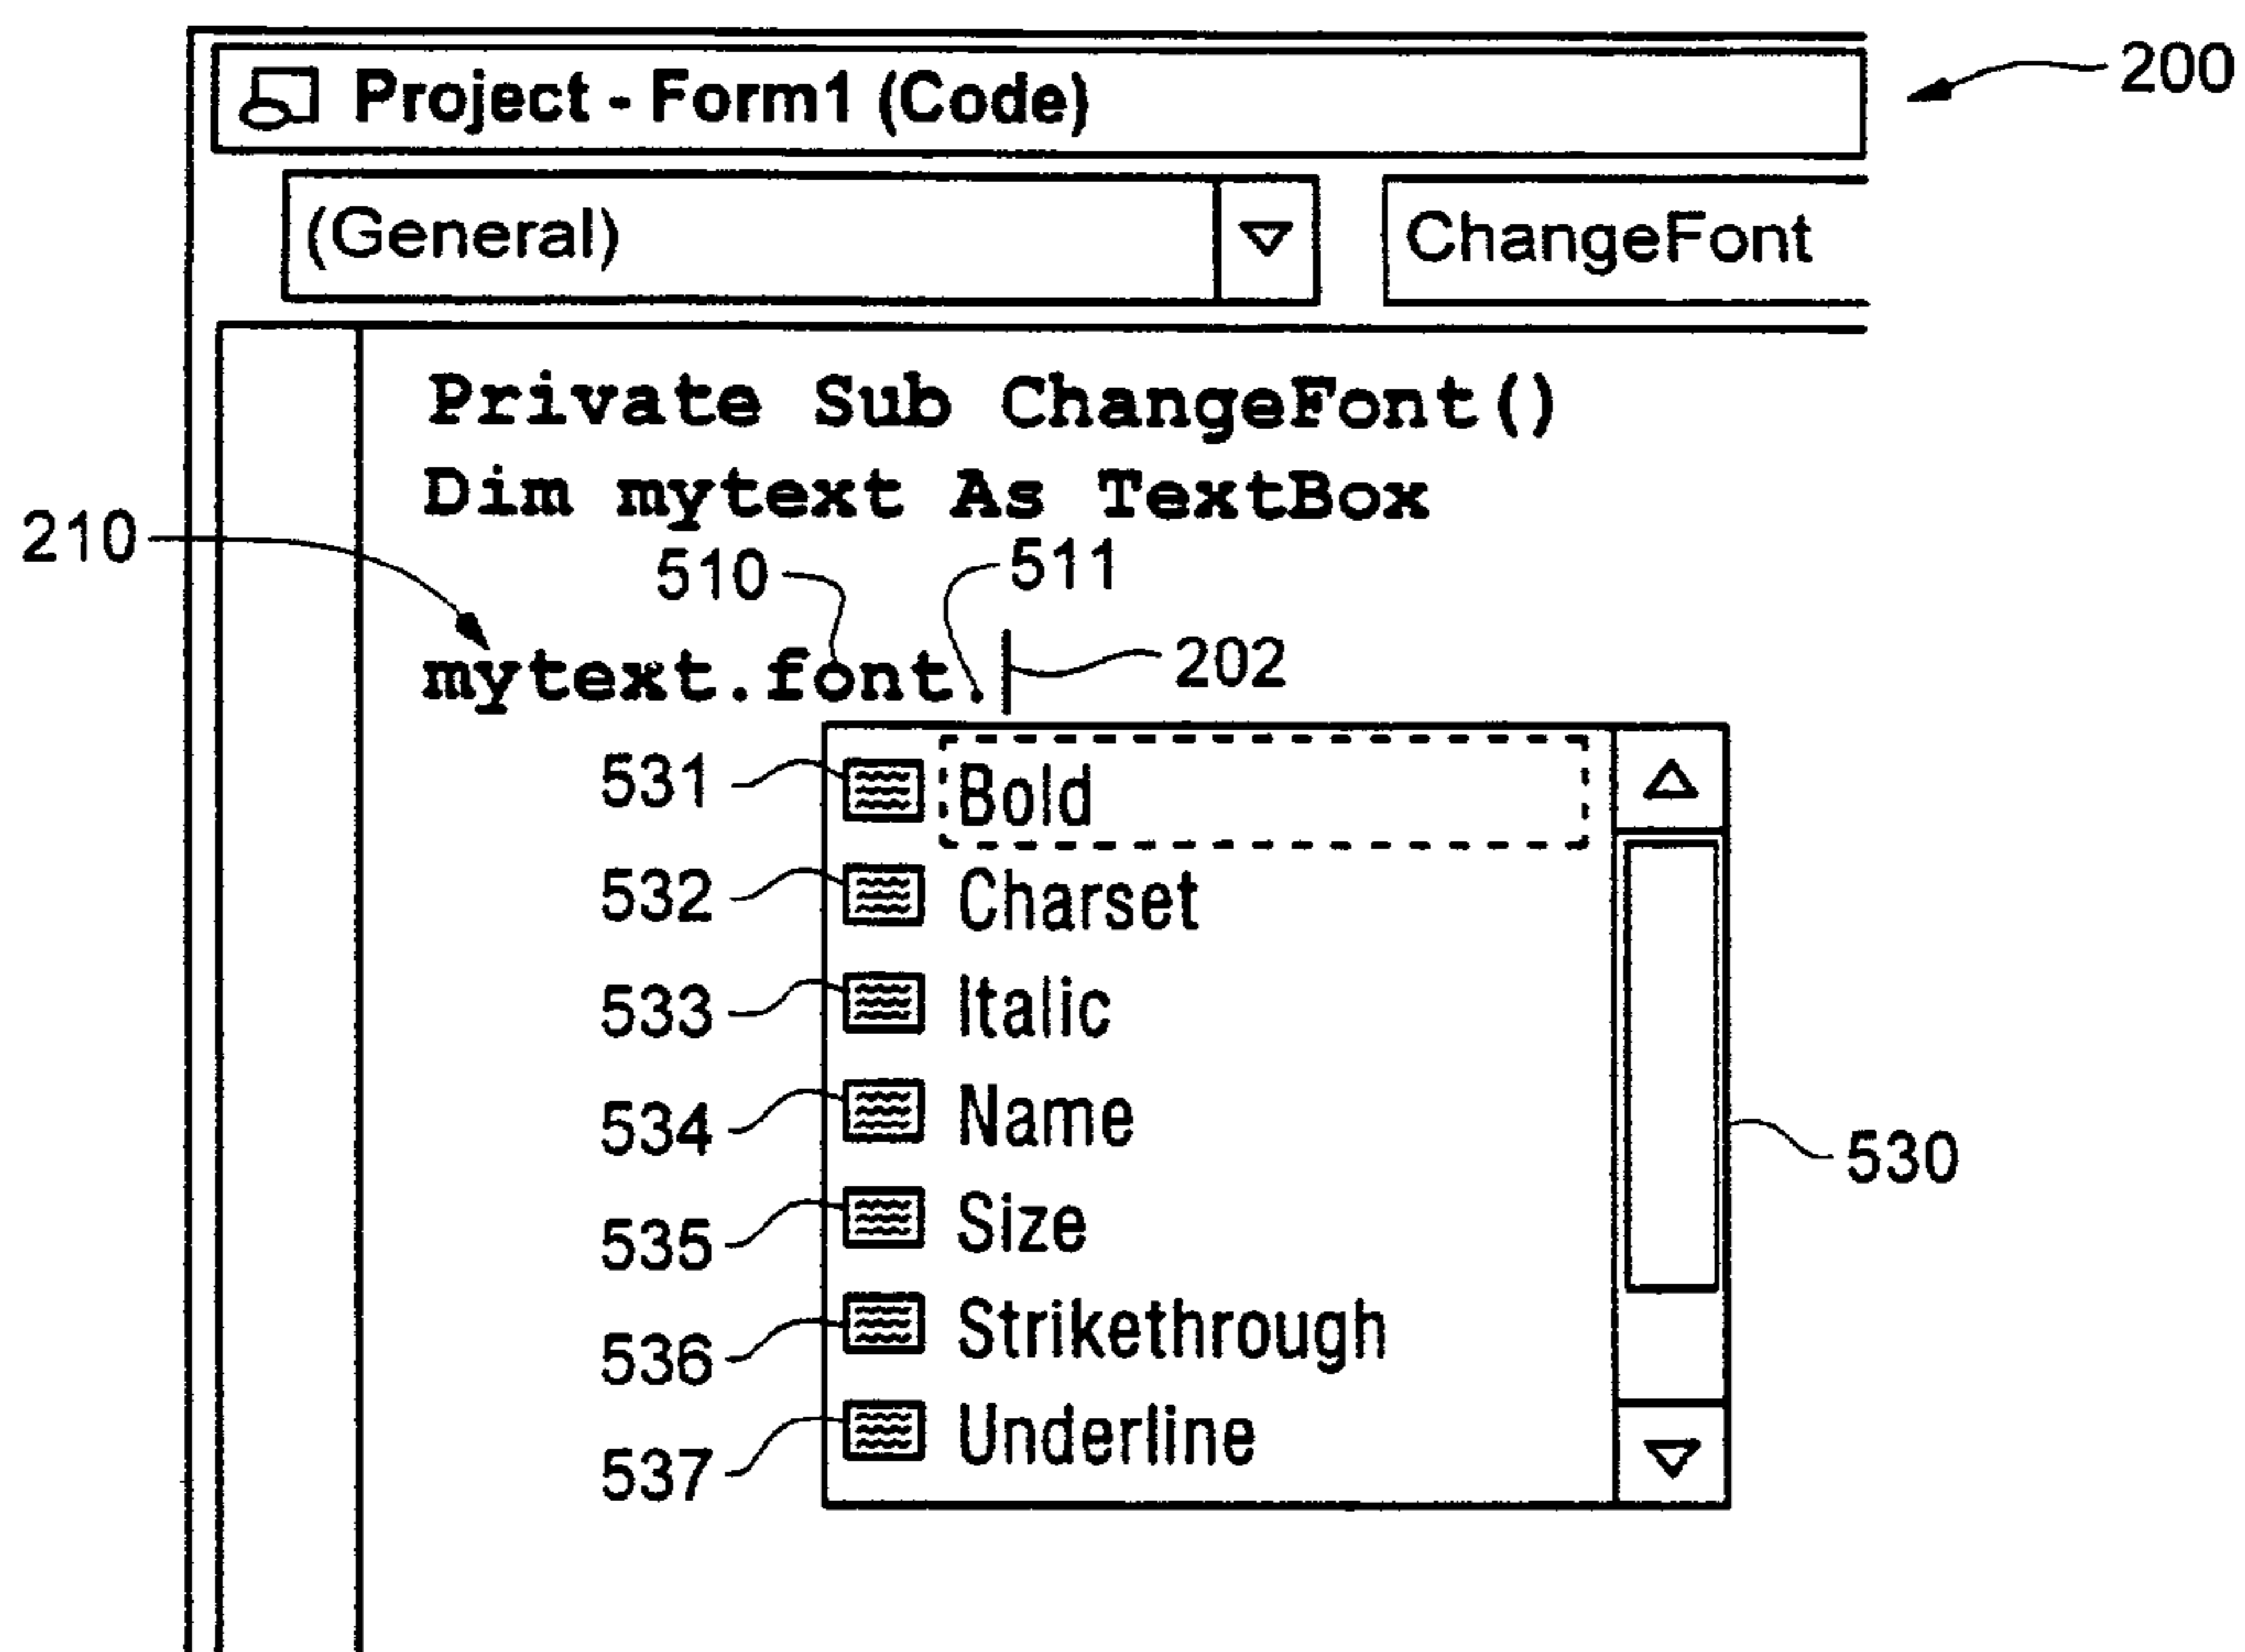 200
Project - Form1 (Code)
(General)
ChangeFont
Private Sub ChangeFont()
Dim mytext As TextBox
210
510
511
mytext.font.
202
531 Bold
532 Charset
533 Italic
534 Name
530
535 Size
536 Strikethrough
537 Underline